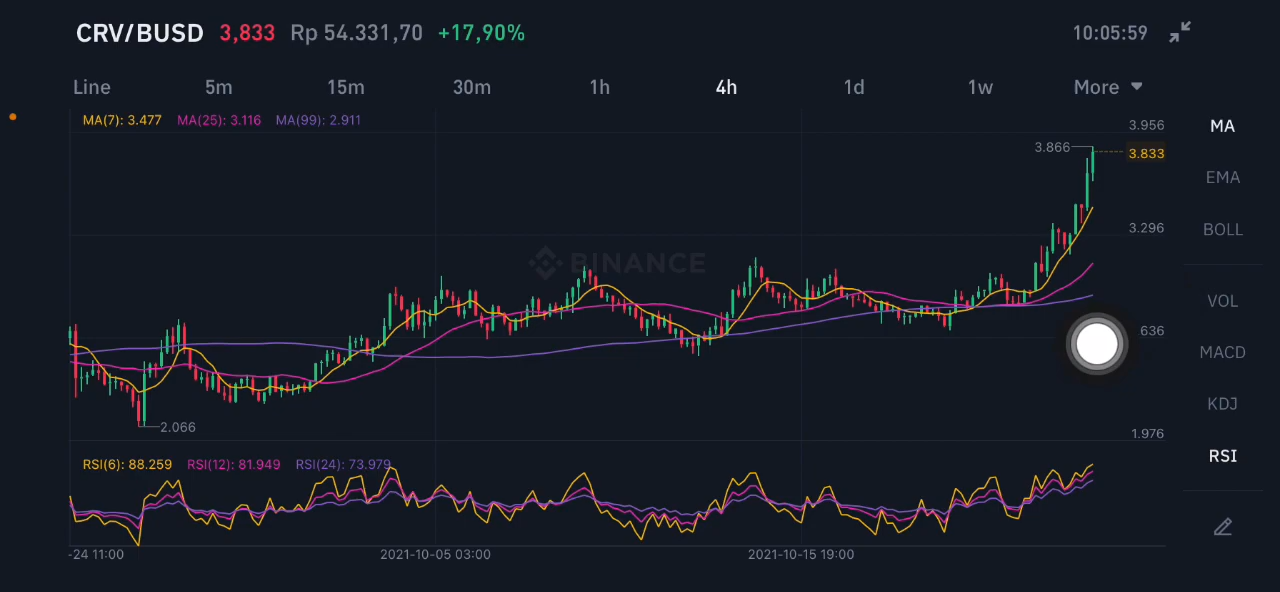 CRV/BUSD 3,833 Rp 54.331,70 +17,90% 10:05:59
Line 5m 15m 30m 1h 4h 1d 1w More
MA(7): 3.477 MA(25): 3.116 MA(99): 2.911
3.956
MA
3.866
3.833
EMA
3.296
BOLL
BINANCE
VOL
636
MACD
KDJ
2.066
1.976
RSI
RSI(6): 88.259 RSI(12): 81.949 RSI(24): 73.979
-24 11:00 2021-10-05 03:00 2021-10-15 19:00